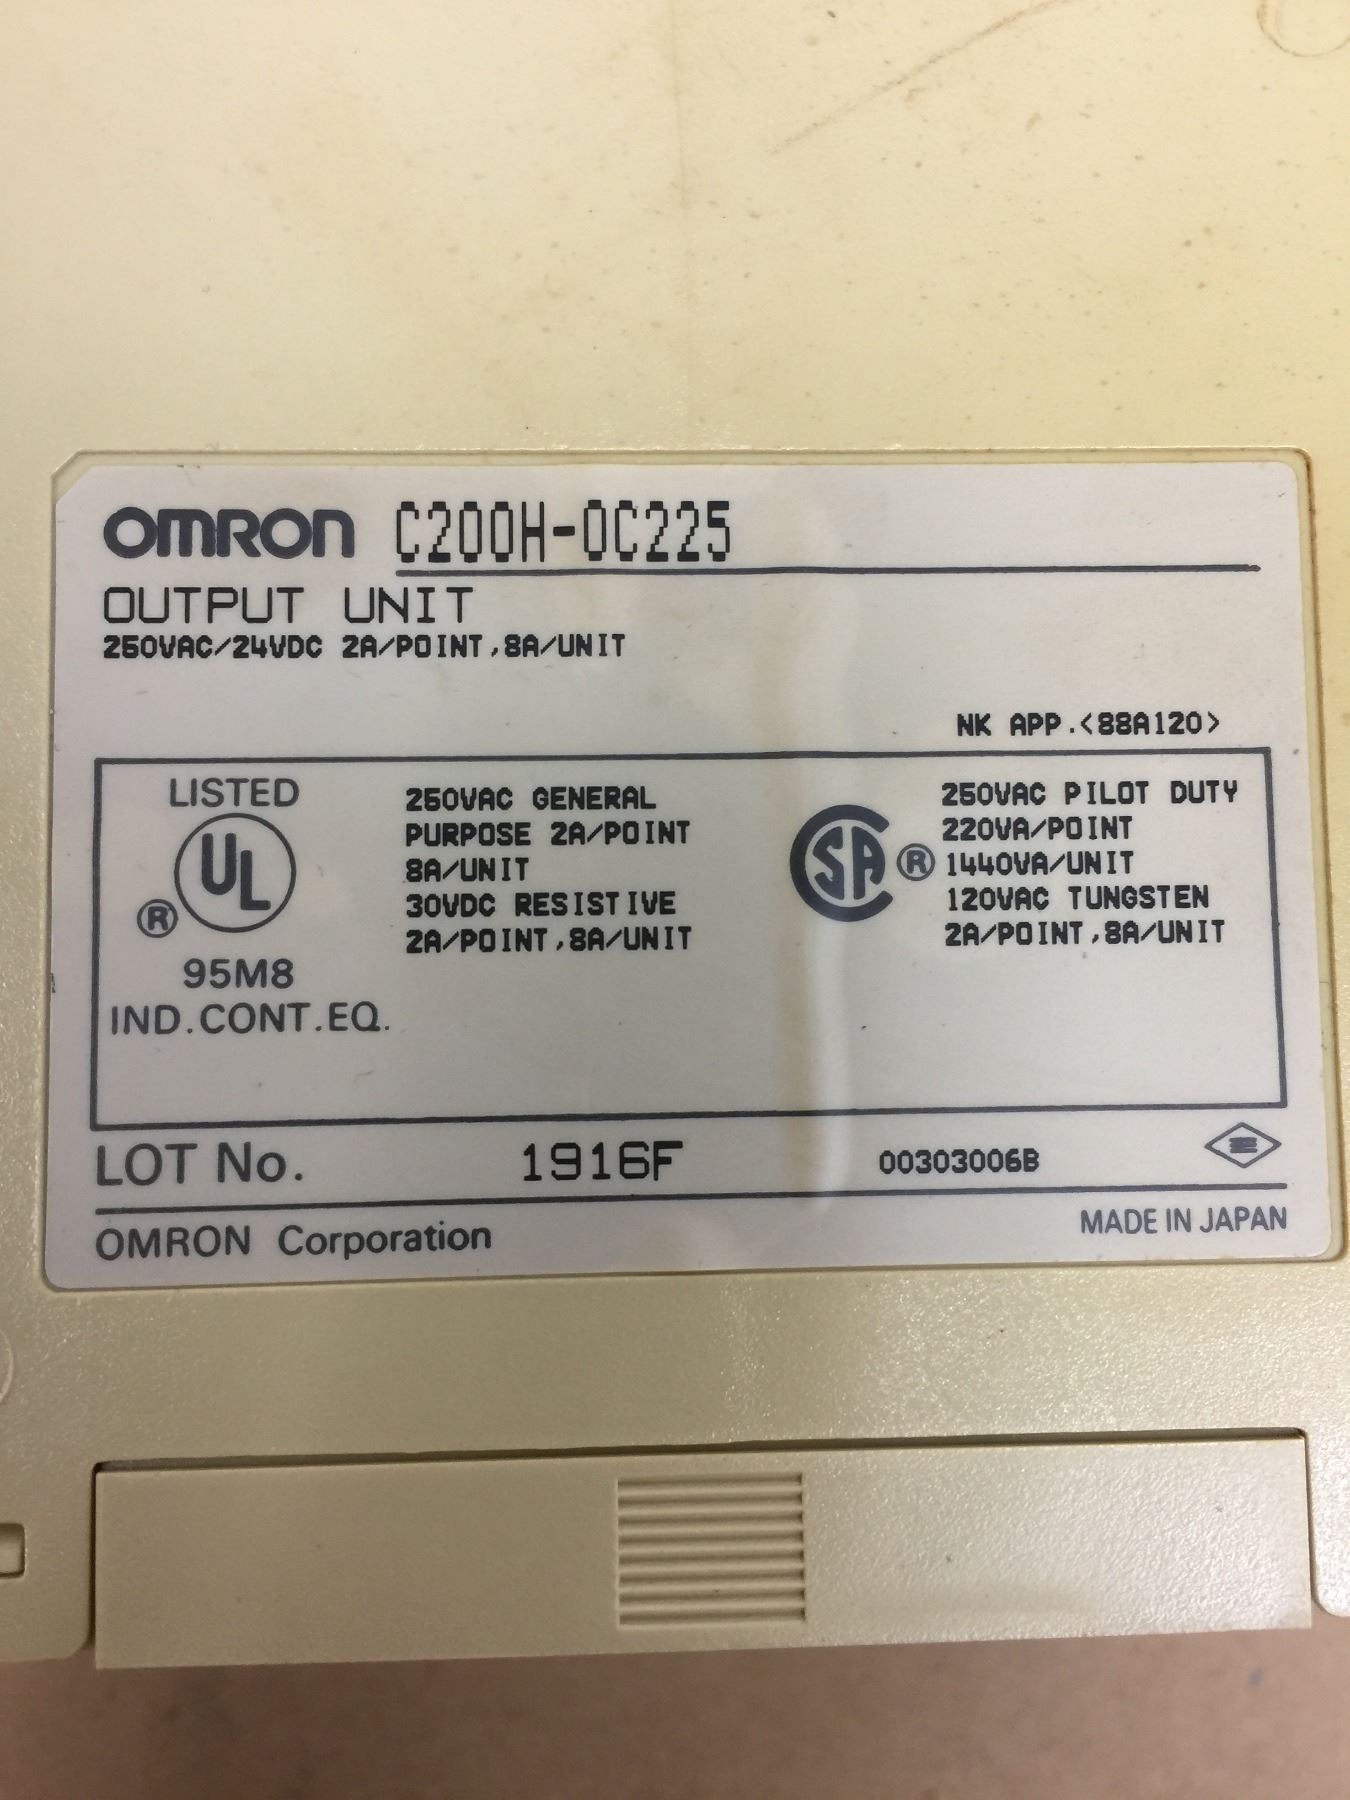 OMRON C200H-OC225
OUTPUT UNIT
250VAC/24VDC 2A/POINT,8A/UNIT
NK APP.<88A120>
LISTED
UL
®
95M8
IND.CONT.EQ.
250VAC GENERAL
PURPOSE 2A/POINT
8A/UNIT
30VDC RESISTIVE
2A/POINT,8A/UNIT
SA ®
250VAC PILOT DUTY
220VA/POINT
1440VA/UNIT
120VAC TUNGSTEN
2A/POINT,8A/UNIT
LOT No. 1916F 00303006B
OMRON Corporation MADE IN JAPAN